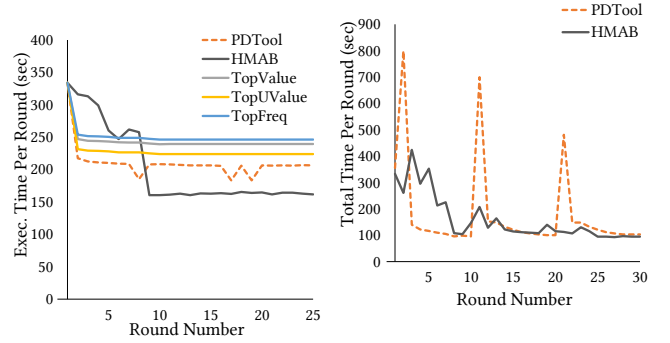 PDTool
HMAB
TopValue
TopUValue
TopFreq
Exec. Time Per Round (sec)
400
350
300
250
200
150
100
50
0
5
10
15
20
25
Round Number
PDTool
HMAB
Total Time Per Round (sec)
900
800
700
600
500
400
300
200
100
0
5
10
15
20
25
30
Round Number